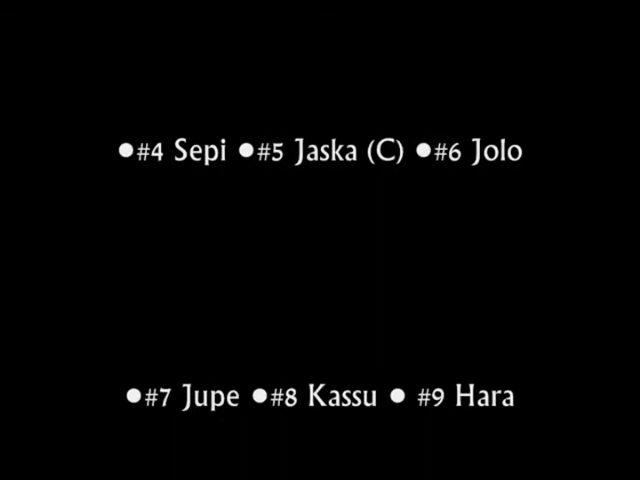 ●#4 Sepi ●#5 Jaska (C) ●#6 Jolo
●#7 Jupe ●#8 Kassu ● #9 Hara